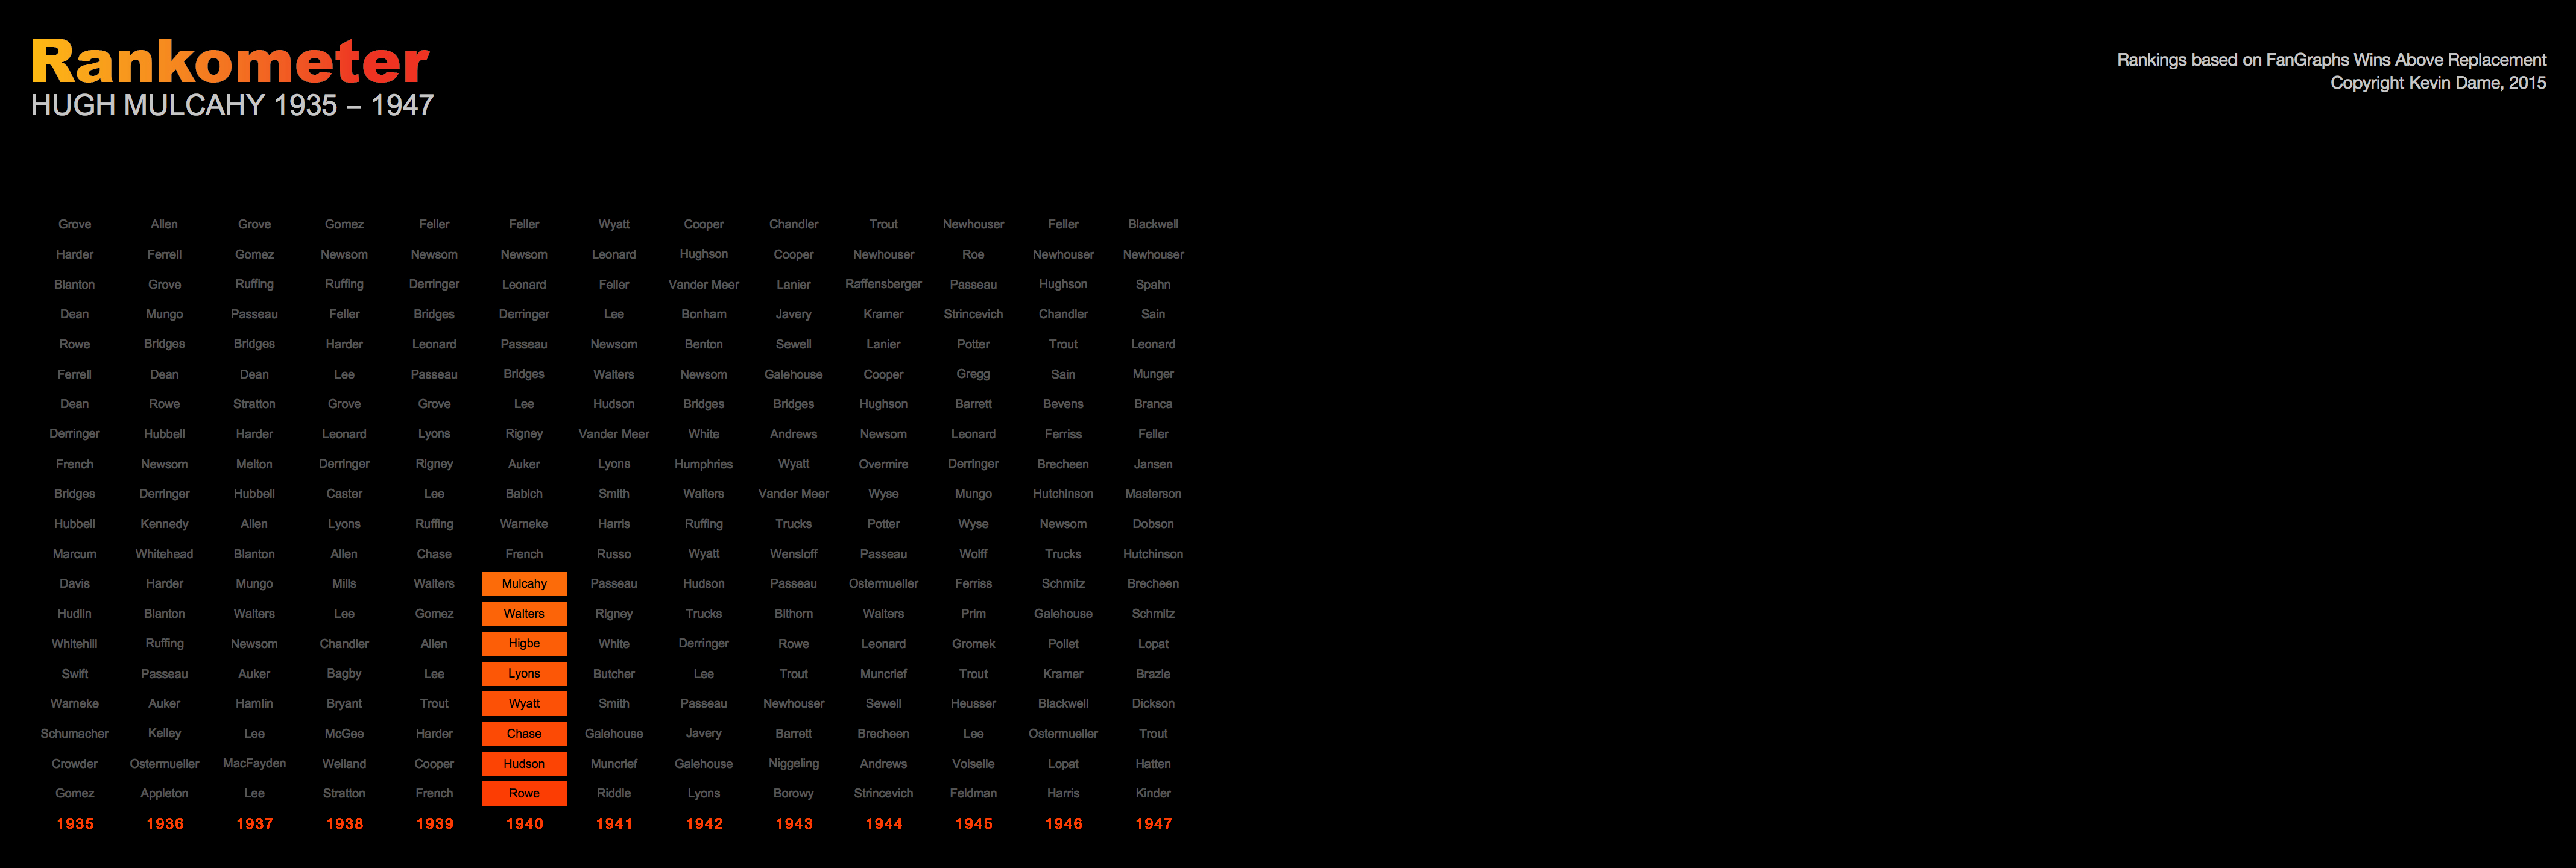 Rankometer
HUGH MULCAHY 1935 – 1947
Rankings based on FanGraphs Wins Above Replacement
Copyright Kevin Dame, 2015
Grove Allen Grove Gomez Feller Feller Wyatt Cooper Chandler Trout Newhouser Feller Blackwell
Harder Ferrell Gomez Newsom Newsom Newsom Leonard Hughson Cooper Newhouser Roe Newhouser Newhouser
Blanton Grove Ruffing Ruffing Derringer Leonard Feller Vander Meer Lanier Raffensberger Passeau Hughson Spahn
Dean Mungo Passeau Feller Bridges Derringer Lee Bonham Javery Kramer Strincevich Chandler Sain
Rowe Bridges Bridges Harder Leonard Passeau Newsom Benton Sewell Lanier Potter Trout Leonard
Ferrell Dean Dean Lee Passeau Bridges Walters Newsom Galehouse Cooper Gregg Sain Munger
Dean Rowe Stratton Grove Grove Lee Hudson Bridges Bridges Hughson Barrett Bevens Branca
Derringer Hubbell Harder Leonard Lyons Rigney Vander Meer White Andrews Newsom Leonard Ferriss Feller
French Newsom Melton Derringer Rigney Auker Lyons Humphries Wyatt Overmire Derringer Brecheen Jansen
Bridges Derringer Hubbell Caster Lee Babich Smith Walters Vander Meer Wyse Mungo Hutchinson Masterson
Hubbell Kennedy Allen Lyons Ruffing Warneke Harris Ruffing Trucks Potter Wyse Newsom Dobson
Marcum Whitehead Blanton Allen Chase French Russo Wyatt Wensloff Passeau Wolff Trucks Hutchinson
Davis Harder Mungo Mills Walters Mulcahy Passeau Hudson Passeau Ostermueller Ferriss Schmitz Brecheen
Hudlin Blanton Walters Lee Gomez Walters Rigney Trucks Bithorn Walters Prim Galehouse Schmitz
Whitehill Ruffing Newsom Chandler Allen Higbe White Derringer Rowe Leonard Gromek Pollet Lopat
Swift Passeau Auker Bagby Lee Lyons Butcher Lee Trout Muncrief Trout Kramer Brazle
Warneke Auker Hamlin Bryant Trout Wyatt Smith Passeau Newhouser Sewell Heusser Blackwell Dickson
Schumacher Kelley Lee McGee Harder Chase Galehouse Javery Barrett Brecheen Lee Ostermueller Trout
Crowder Ostermueller MacFayden Weiland Cooper Hudson Muncrief Galehouse Niggeling Andrews Voiselle Lopat Hatten
Gomez Appleton Lee Stratton French Rowe Riddle Lyons Borowy Strincevich Feldman Harris Kinder
1935 1936 1937 1938 1939 1940 1941 1942 1943 1944 1945 1946 1947